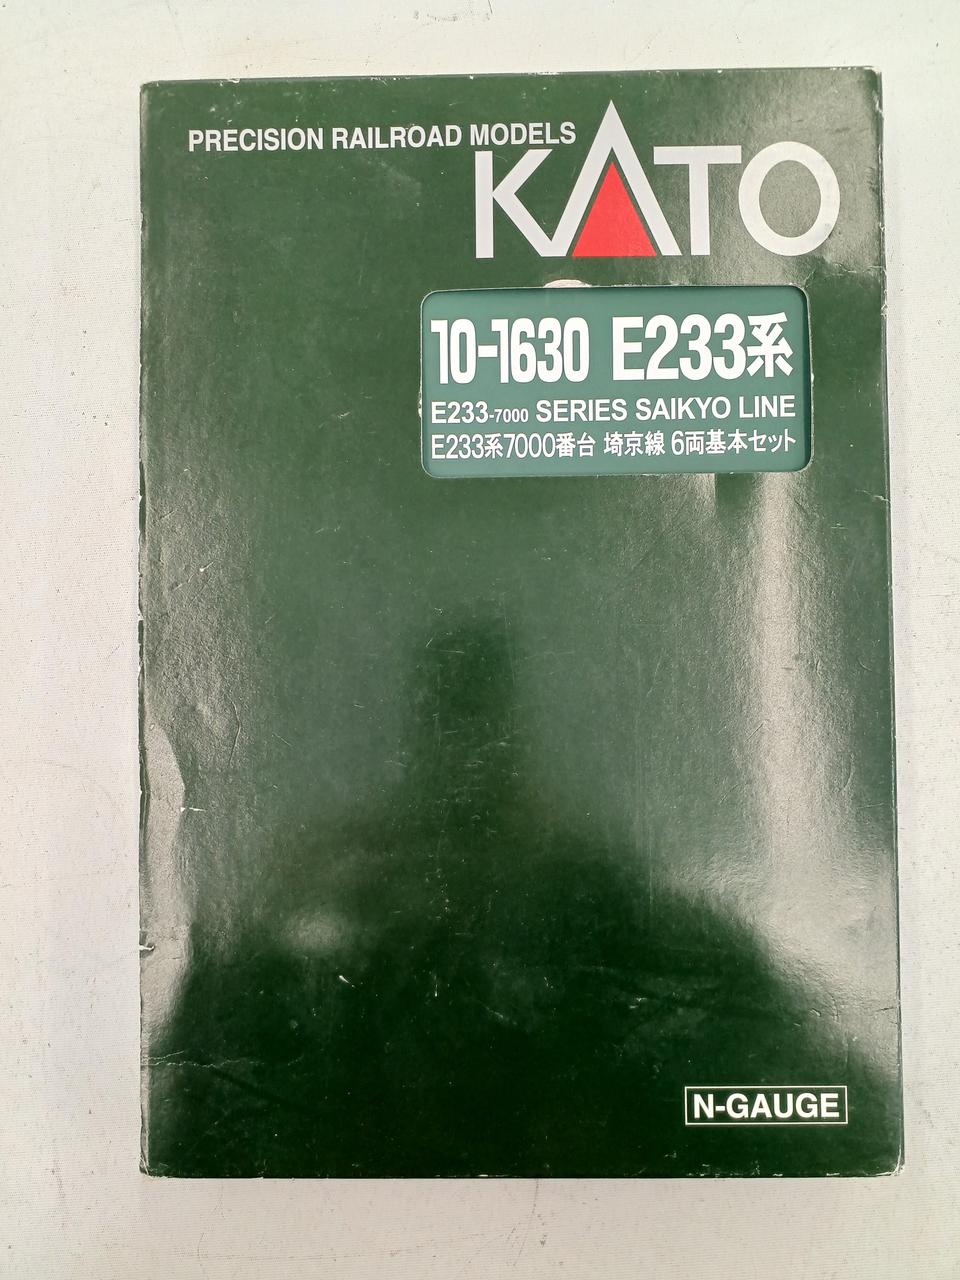 PRECISION RAILROAD MODELS
KATO
10-1630 E233系
E233-7000 SERIES SAIKYO LINE
E233系7000番台 埼京線 6両基本セット
N-GAUGE